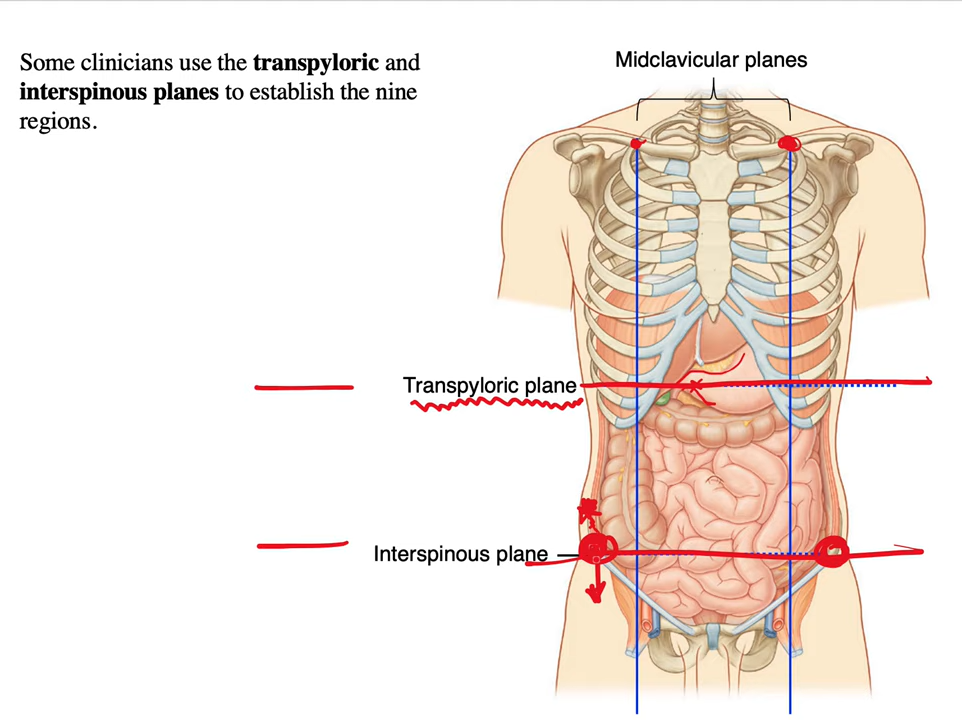 Some clinicians use the transpyloric and
interspinous planes to establish the nine
regions.
Midclavicular planes
Transpyloric plane
Interspinous plane